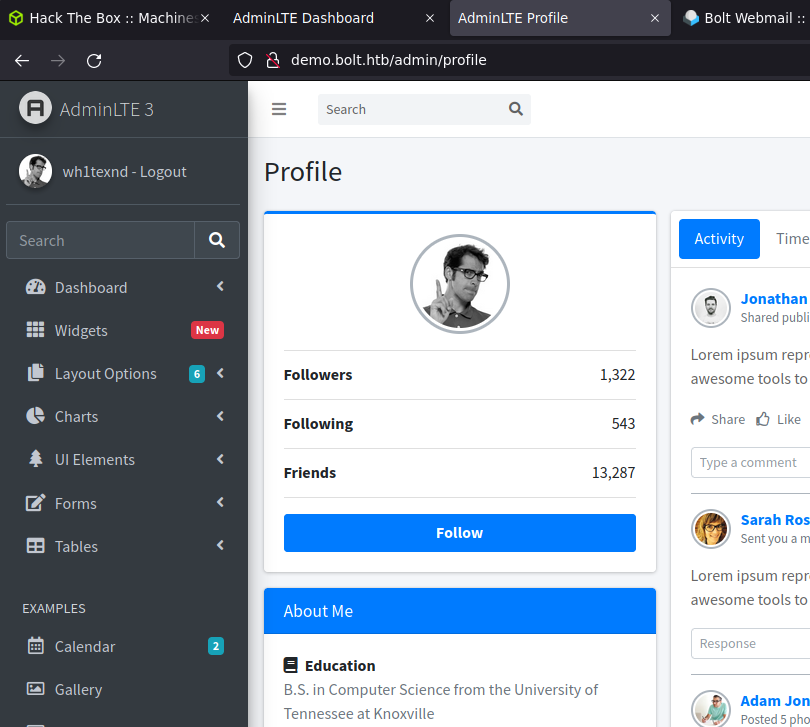 Hack The Box :: Machine
AdminLTE Dashboard
AdminLTE Profile
Bolt Webmail ::
demo.bolt.htb/admin/profile
AdminLTE 3
Search
wh1texnd - Logout
Profile
Search
Dashboard
Widgets New
Layout Options 6
Charts
UI Elements
Forms
Tables
EXAMPLES
Calendar 2
Gallery
Followers 1,322
Following 543
Friends 13,287
Follow
About Me
Education
B.S. in Computer Science from the University of
Tennessee at Knoxville
Activity Time
Jonathan
Shared publi
Lorem ipsum repr
awesome tools to
Share Like
Type a comment
Sarah Ros
Sent you a m
Lorem ipsum repr
awesome tools to
Response
Adam Jon
Posted 5 pho